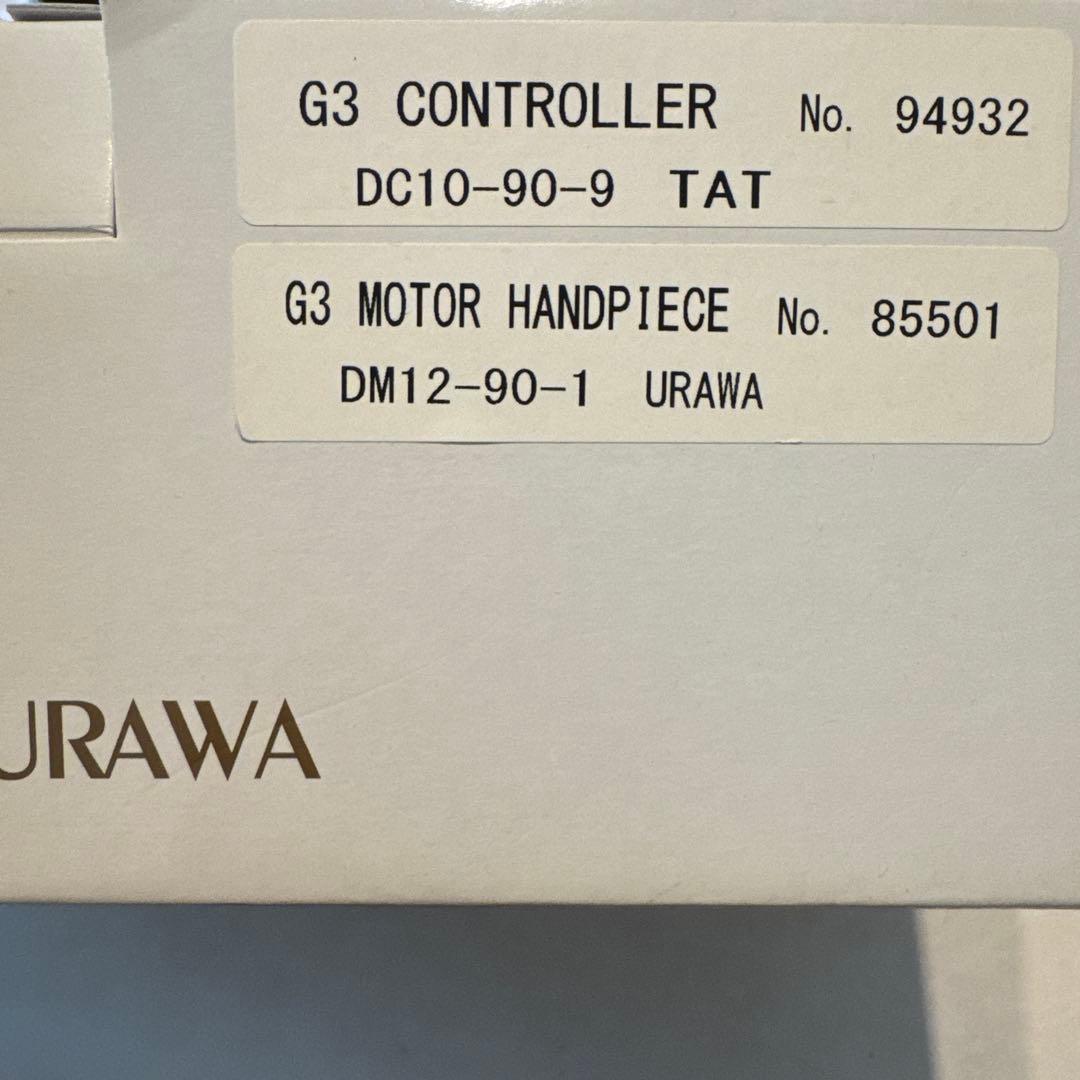 G3 CONTROLLER No. 94932
DC10-90-9 TAT
G3 MOTOR HANDPIECE No. 85501
DM12-90-1 URAWA
URAWA